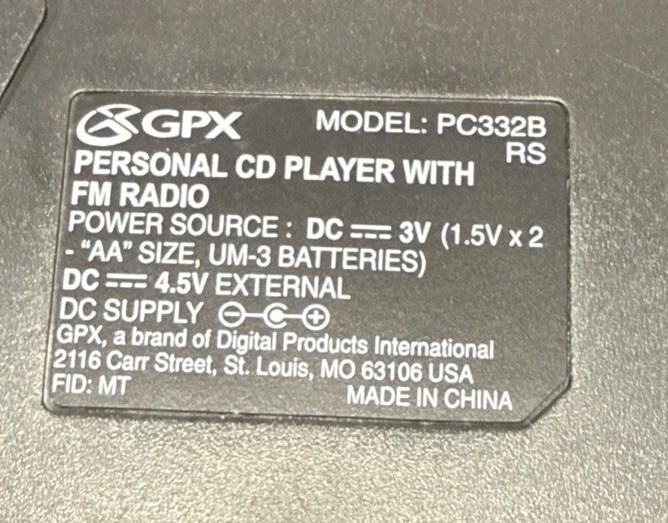 GPX MODEL: PC332B
RS
PERSONAL CD PLAYER WITH
FM RADIO
POWER SOURCE : DC ⎓ 3V (1.5V x 2
- “AA” SIZE, UM-3 BATTERIES)
DC ⎓ 4.5V EXTERNAL
DC SUPPLY
GPX, a brand of Digital Products International
2116 Carr Street, St. Louis, MO 63106 USA
FID: MT MADE IN CHINA